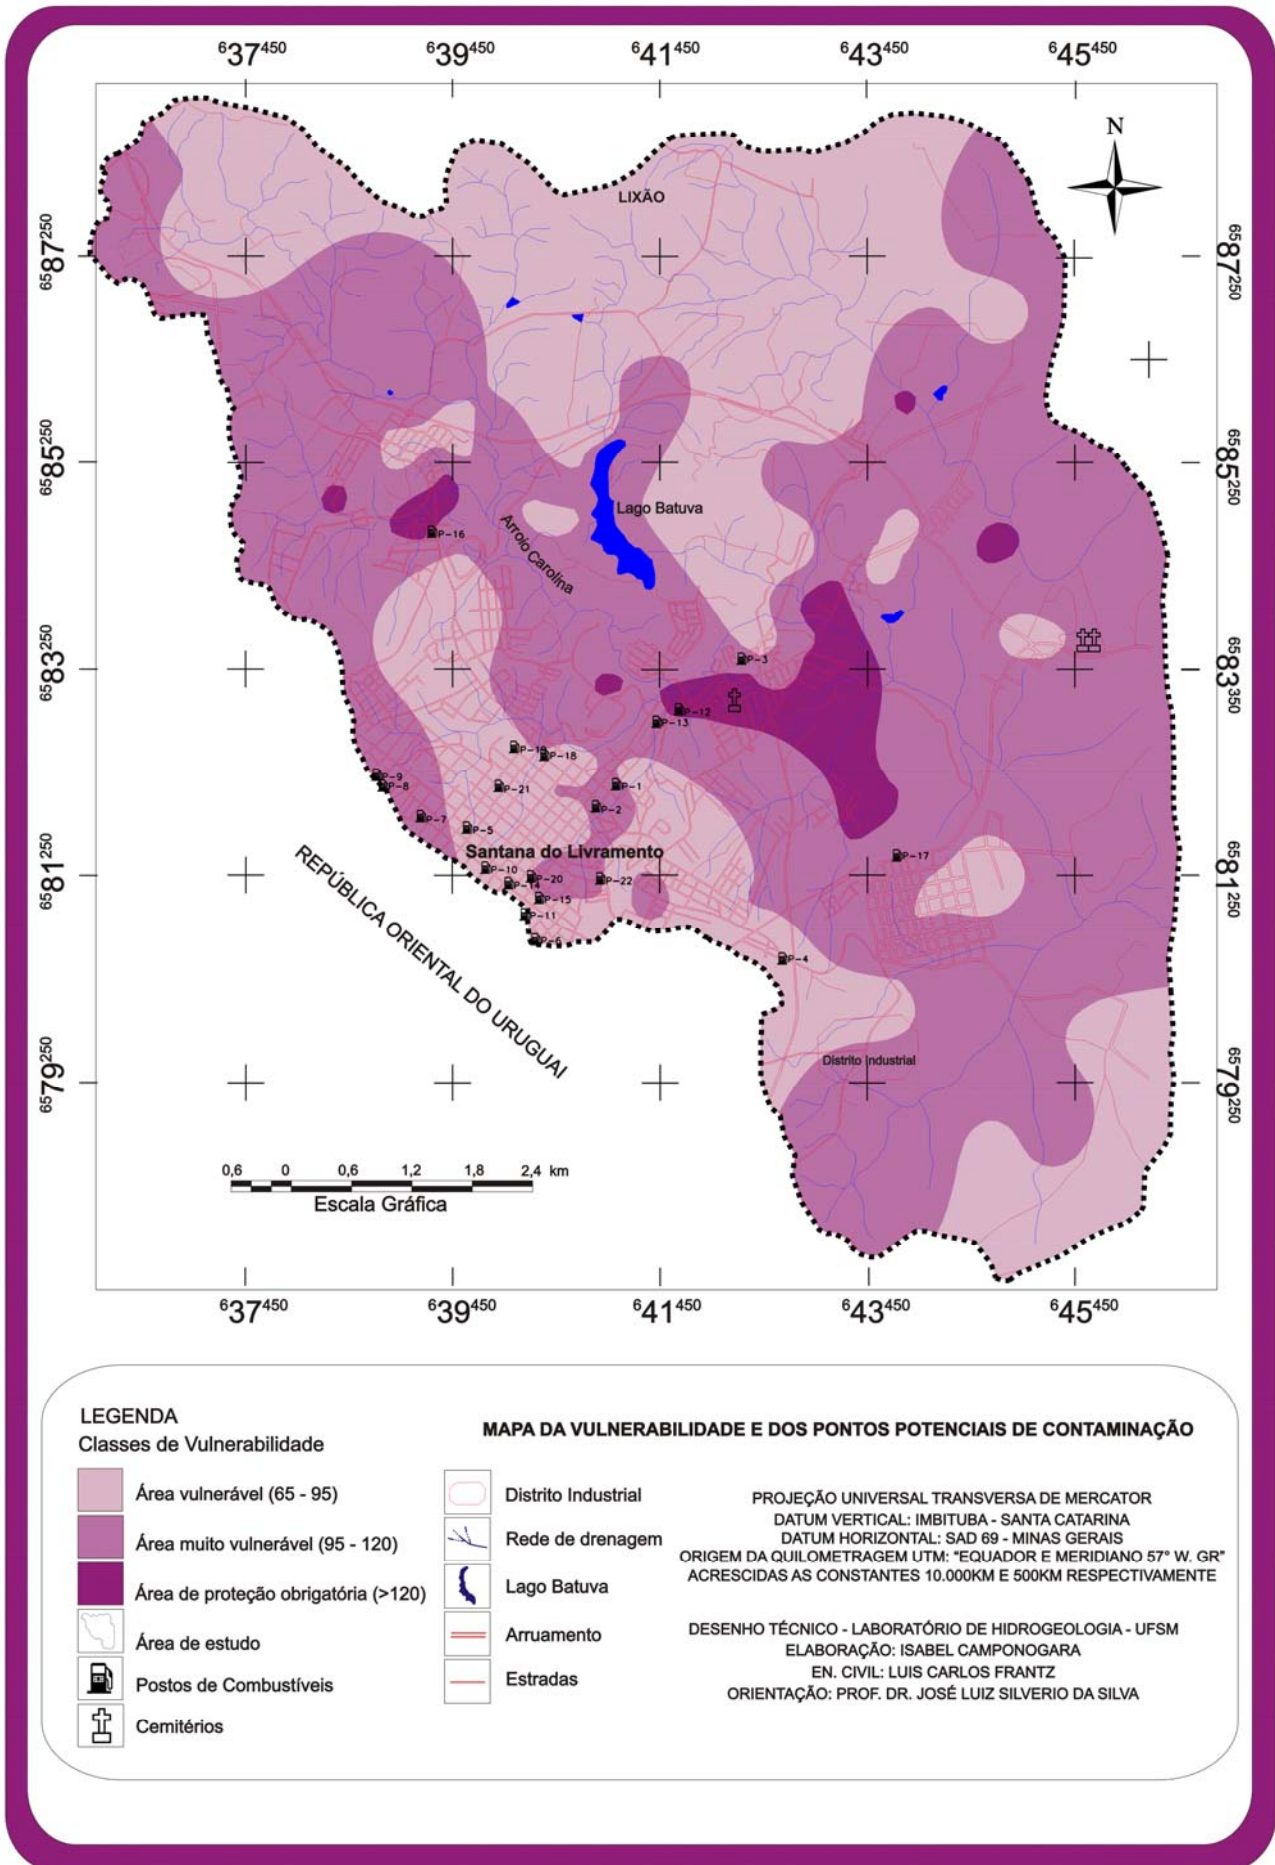 637450 639450 641450 643450 645450
N
LIXÃO
6587250
6587250
6585250
6585250
Lago Batuva
Arroio Carolina
P-16
6583250
6583350
P-3
P-12
P-13
P-19
P-18
P-9
P-8
P-21
P-1
P-2
P-7
P-5
Santana do Livramento
P-17
6581250
6581250
P-10
P-20
P-14
P-22
P-15
P-11
P-6
P-4
REPÚBLICA ORIENTAL DO URUGUAI
Distrito Industrial
6579250
6579250
0,6 0 0,6 1,2 1,8 2,4 km
Escala Gráfica
637450 639450 641450 643450 645450
LEGENDA
Classes de Vulnerabilidade
Área vulnerável (65 - 95)
Área muito vulnerável (95 - 120)
Área de proteção obrigatória (>120)
Área de estudo
Postos de Combustíveis
Cemitérios
Distrito Industrial
Rede de drenagem
Lago Batuva
Arruamento
Estradas
MAPA DA VULNERABILIDADE E DOS PONTOS POTENCIAIS DE CONTAMINAÇÃO
PROJEÇÃO UNIVERSAL TRANSVERSA DE MERCATOR
DATUM VERTICAL: IMBITUBA - SANTA CATARINA
DATUM HORIZONTAL: SAD 69 - MINAS GERAIS
ORIGEM DA QUILOMETRAGEM UTM: “EQUADOR E MERIDIANO 57° W. GR”
ACRESCIDAS AS CONSTANTES 10.000KM E 500KM RESPECTIVAMENTE
DESENHO TÉCNICO - LABORATÓRIO DE HIDROGEOLOGIA - UFSM
ELABORAÇÃO: ISABEL CAMPONOGARA
EN. CIVIL: LUIS CARLOS FRANTZ
ORIENTAÇÃO: PROF. DR. JOSÉ LUIZ SILVERIO DA SILVA